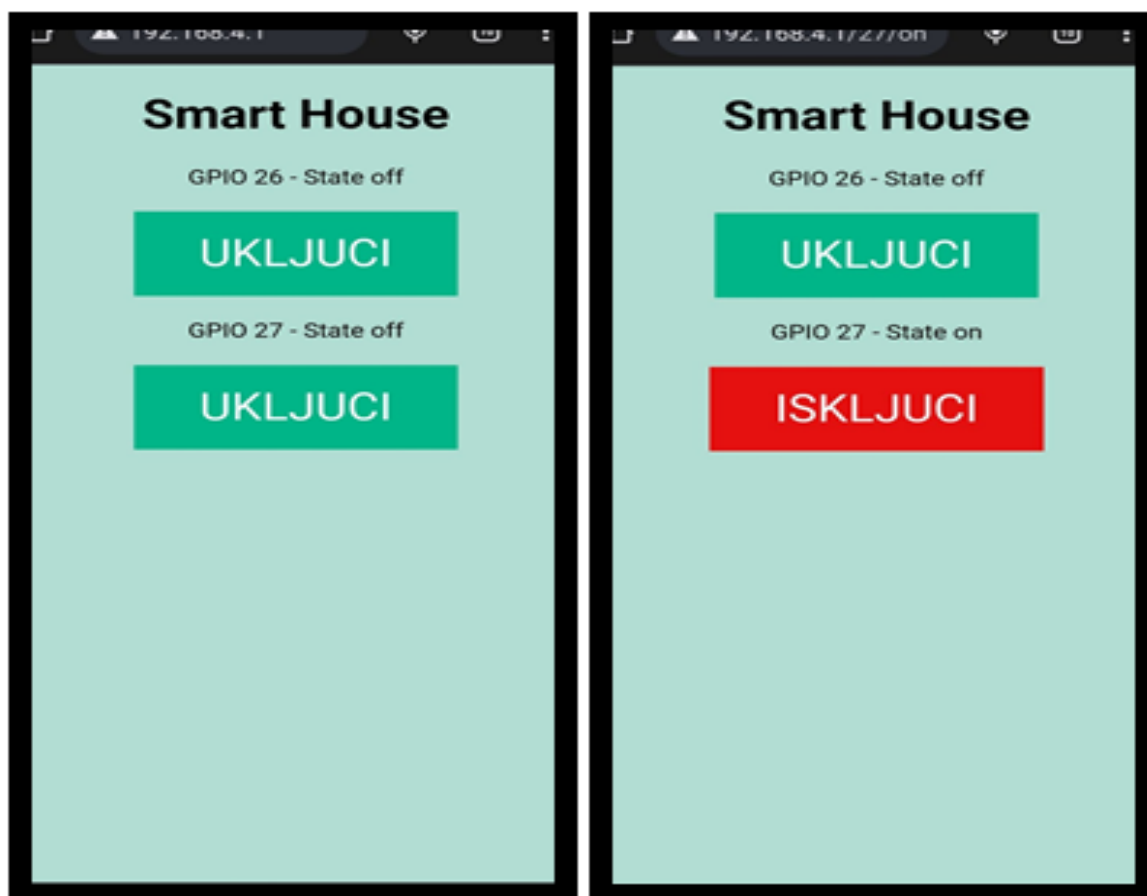 192.168.4.1
Smart House
GPIO 26 - State off
UKLJUCI
GPIO 27 - State off
UKLJUCI
192.168.4.1/27/on
Smart House
GPIO 26 - State off
UKLJUCI
GPIO 27 - State on
ISKLJUCI